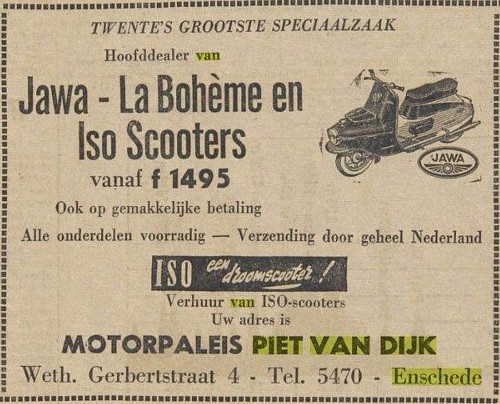 TWENTE'S GROOTSTE SPECIAALZAAK
Hoofddealer van
Jawa - La Bohème en
Iso Scooters
vanaf f 1495
JAWA
Ook op gemakkelijke betaling
Alle onderdelen voorradig — Verzending door geheel Nederland
ISO een droomscooter!
Verhuur van ISO-scooters
Uw adres is
MOTORPALEIS PIET VAN DIJK
Weth. Gerbertstraat 4 - Tel. 5470 - Enschede